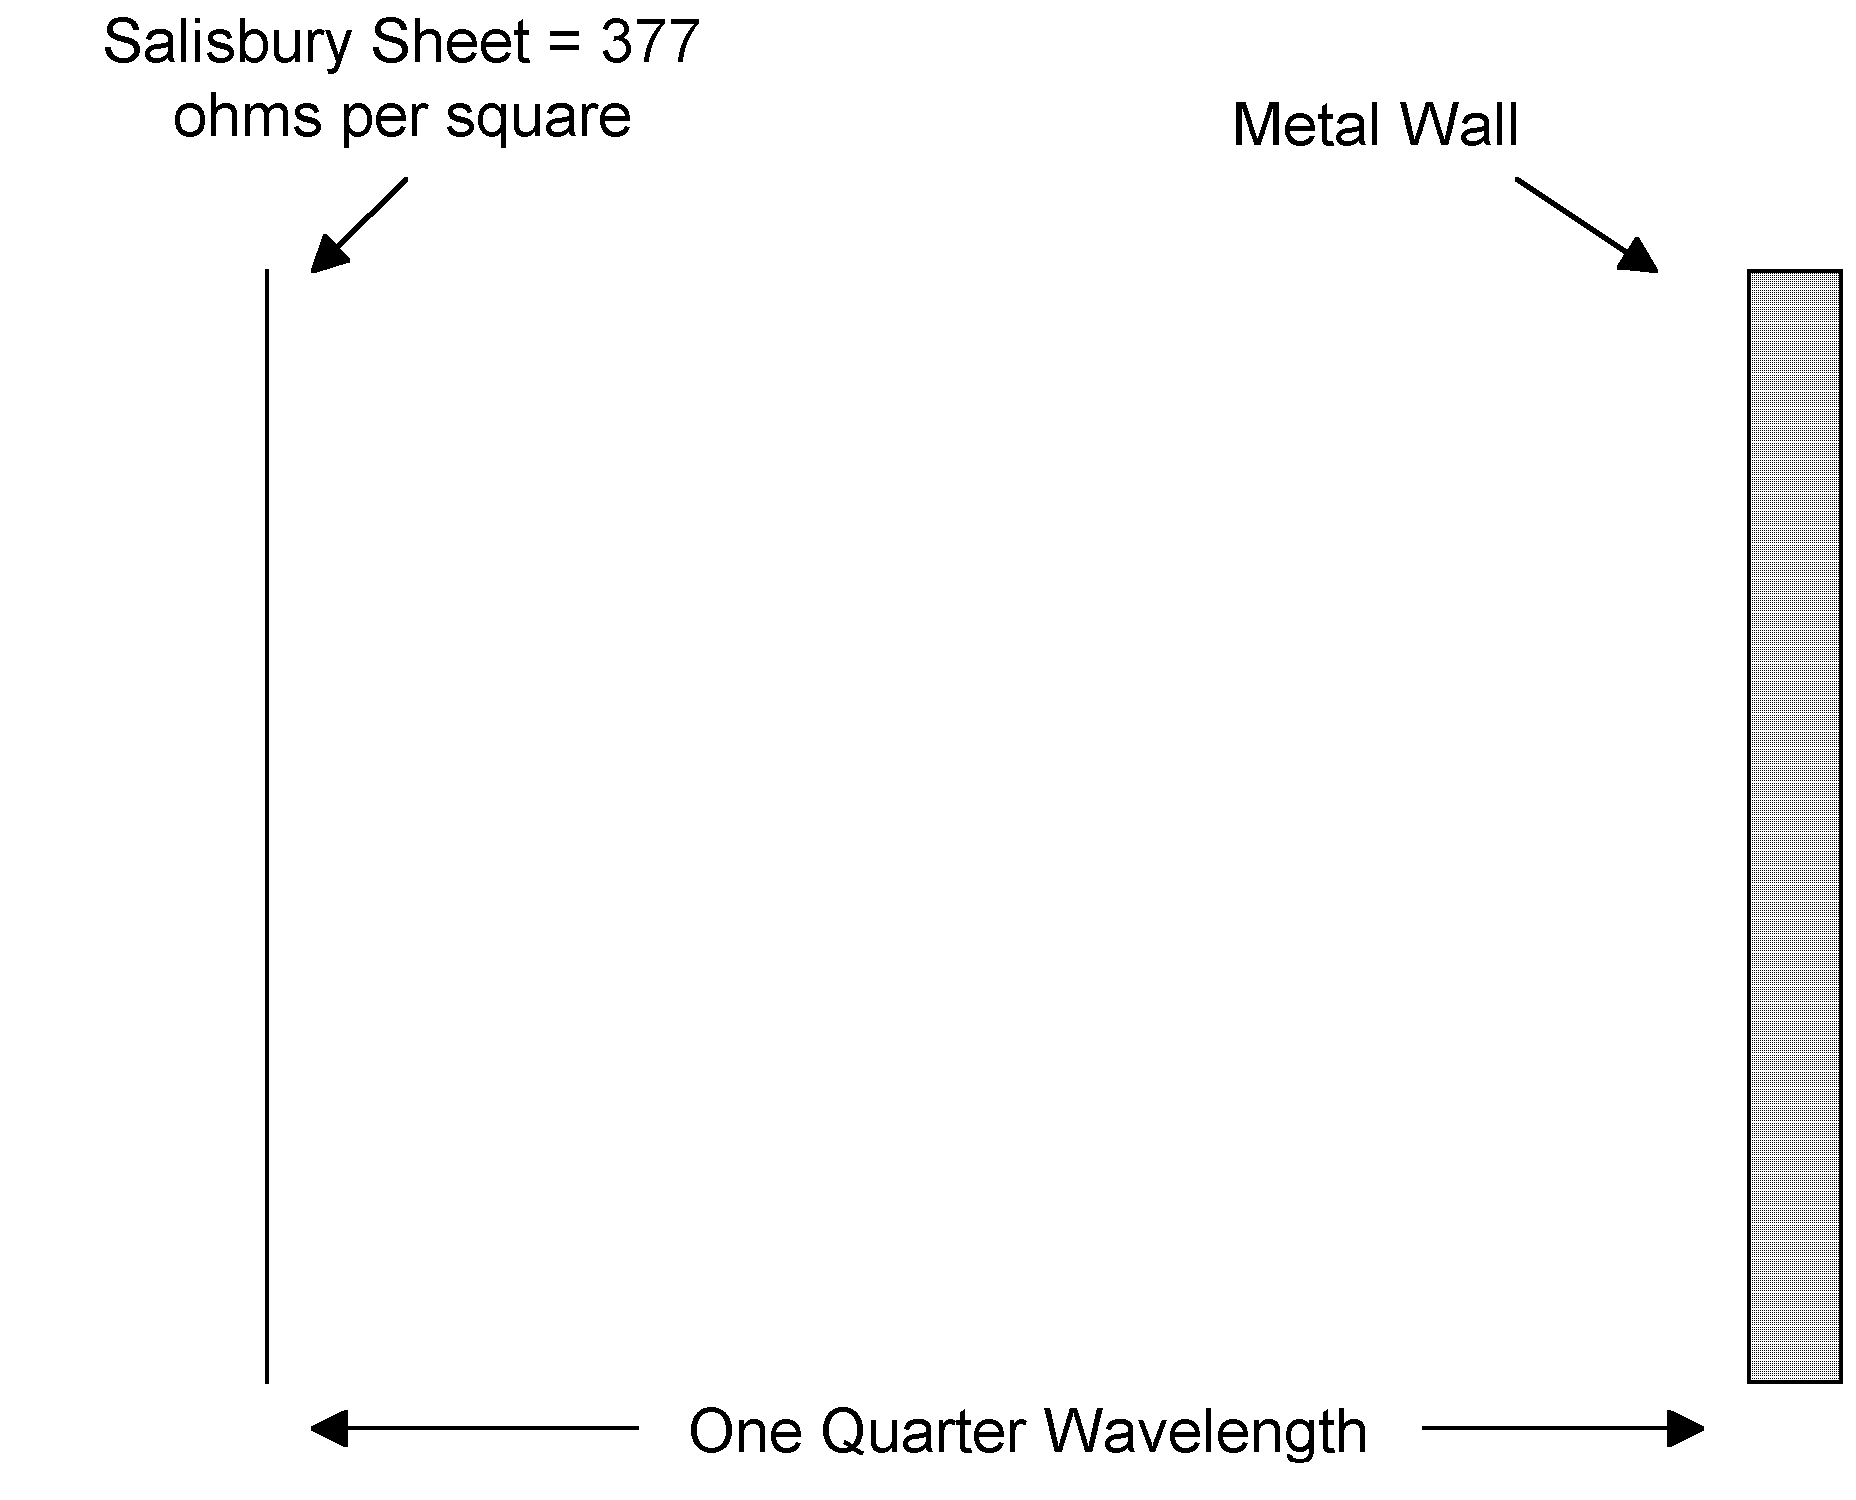 Salisbury Sheet = 377
ohms per square
Metal Wall
One Quarter Wavelength